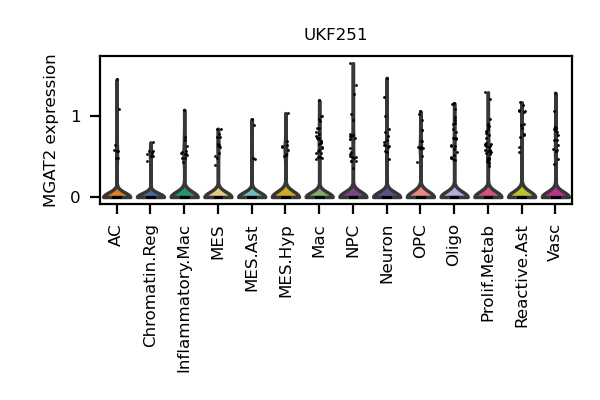 UKF251
MGAT2 expression
1
0
AC
Chromatin.Reg
Inflammatory.Mac
MES
MES.Ast
MES.Hyp
Mac
NPC
Neuron
OPC
Oligo
Prolif.Metab
Reactive.Ast
Vasc